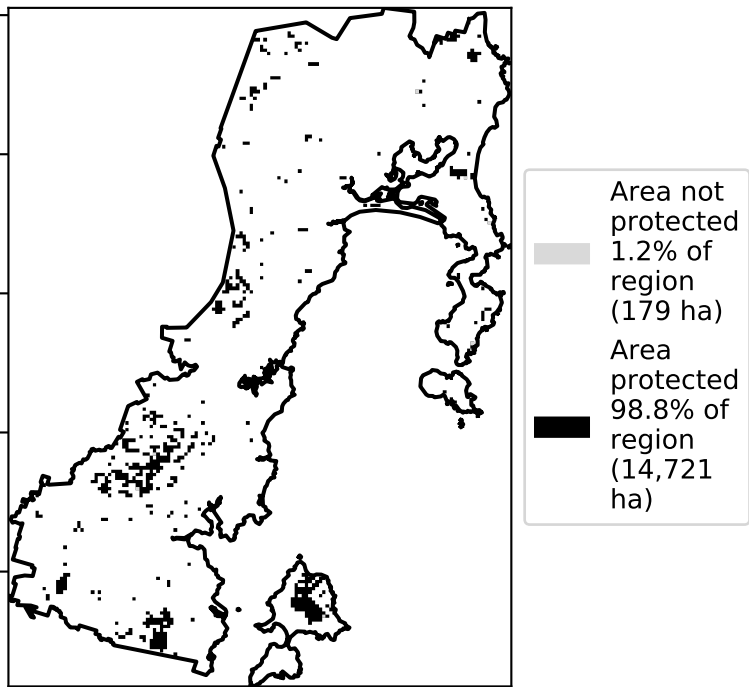 Area not
protected
1.2% of
region
(179 ha)
Area
protected
98.8% of
region
(14,721
ha)